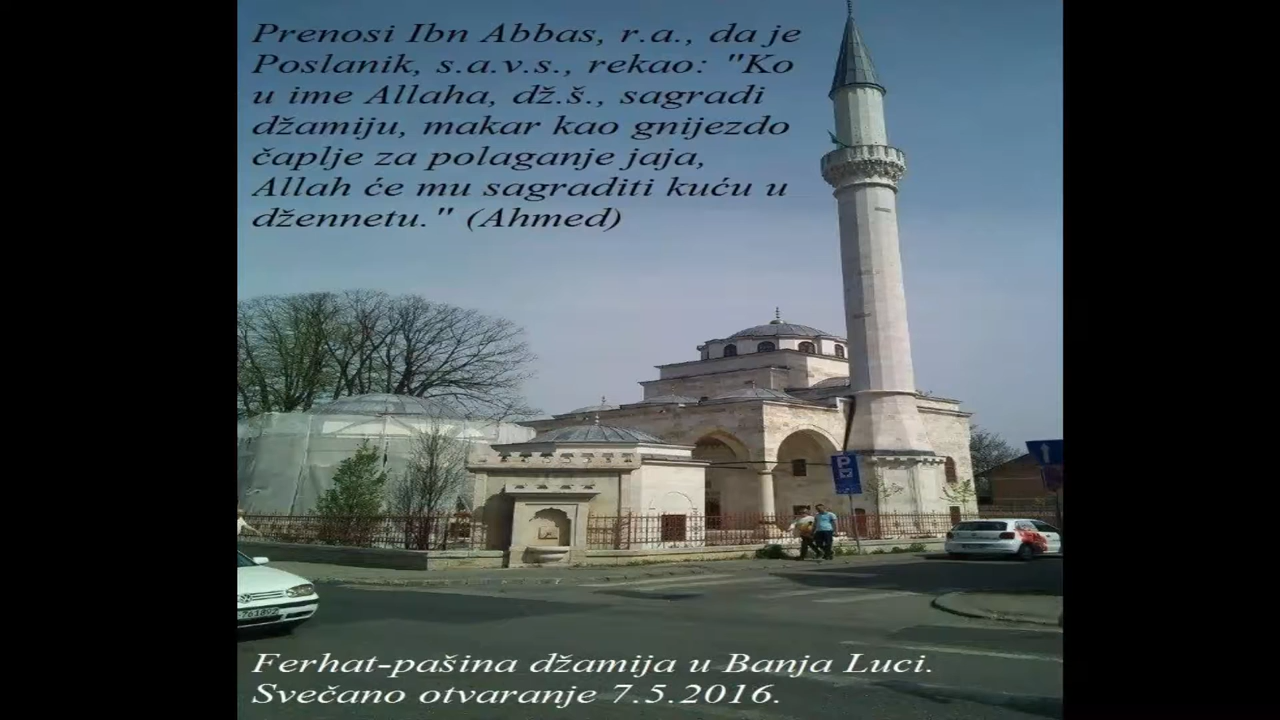 Prenosi Ibn Abbas, r.a., da je
Poslanik, s.a.v.s., rekao: "Ko
u ime Allaha, dž.š., sagradi
džamiju, makar kao gnijezdo
čaplje za polaganje jaja,
Allah će mu sagraditi kuću u
džennetu." (Ahmed)
P
Ferhat-pašina džamija u Banja Luci.
Svečano otvaranje 7.5.2016.